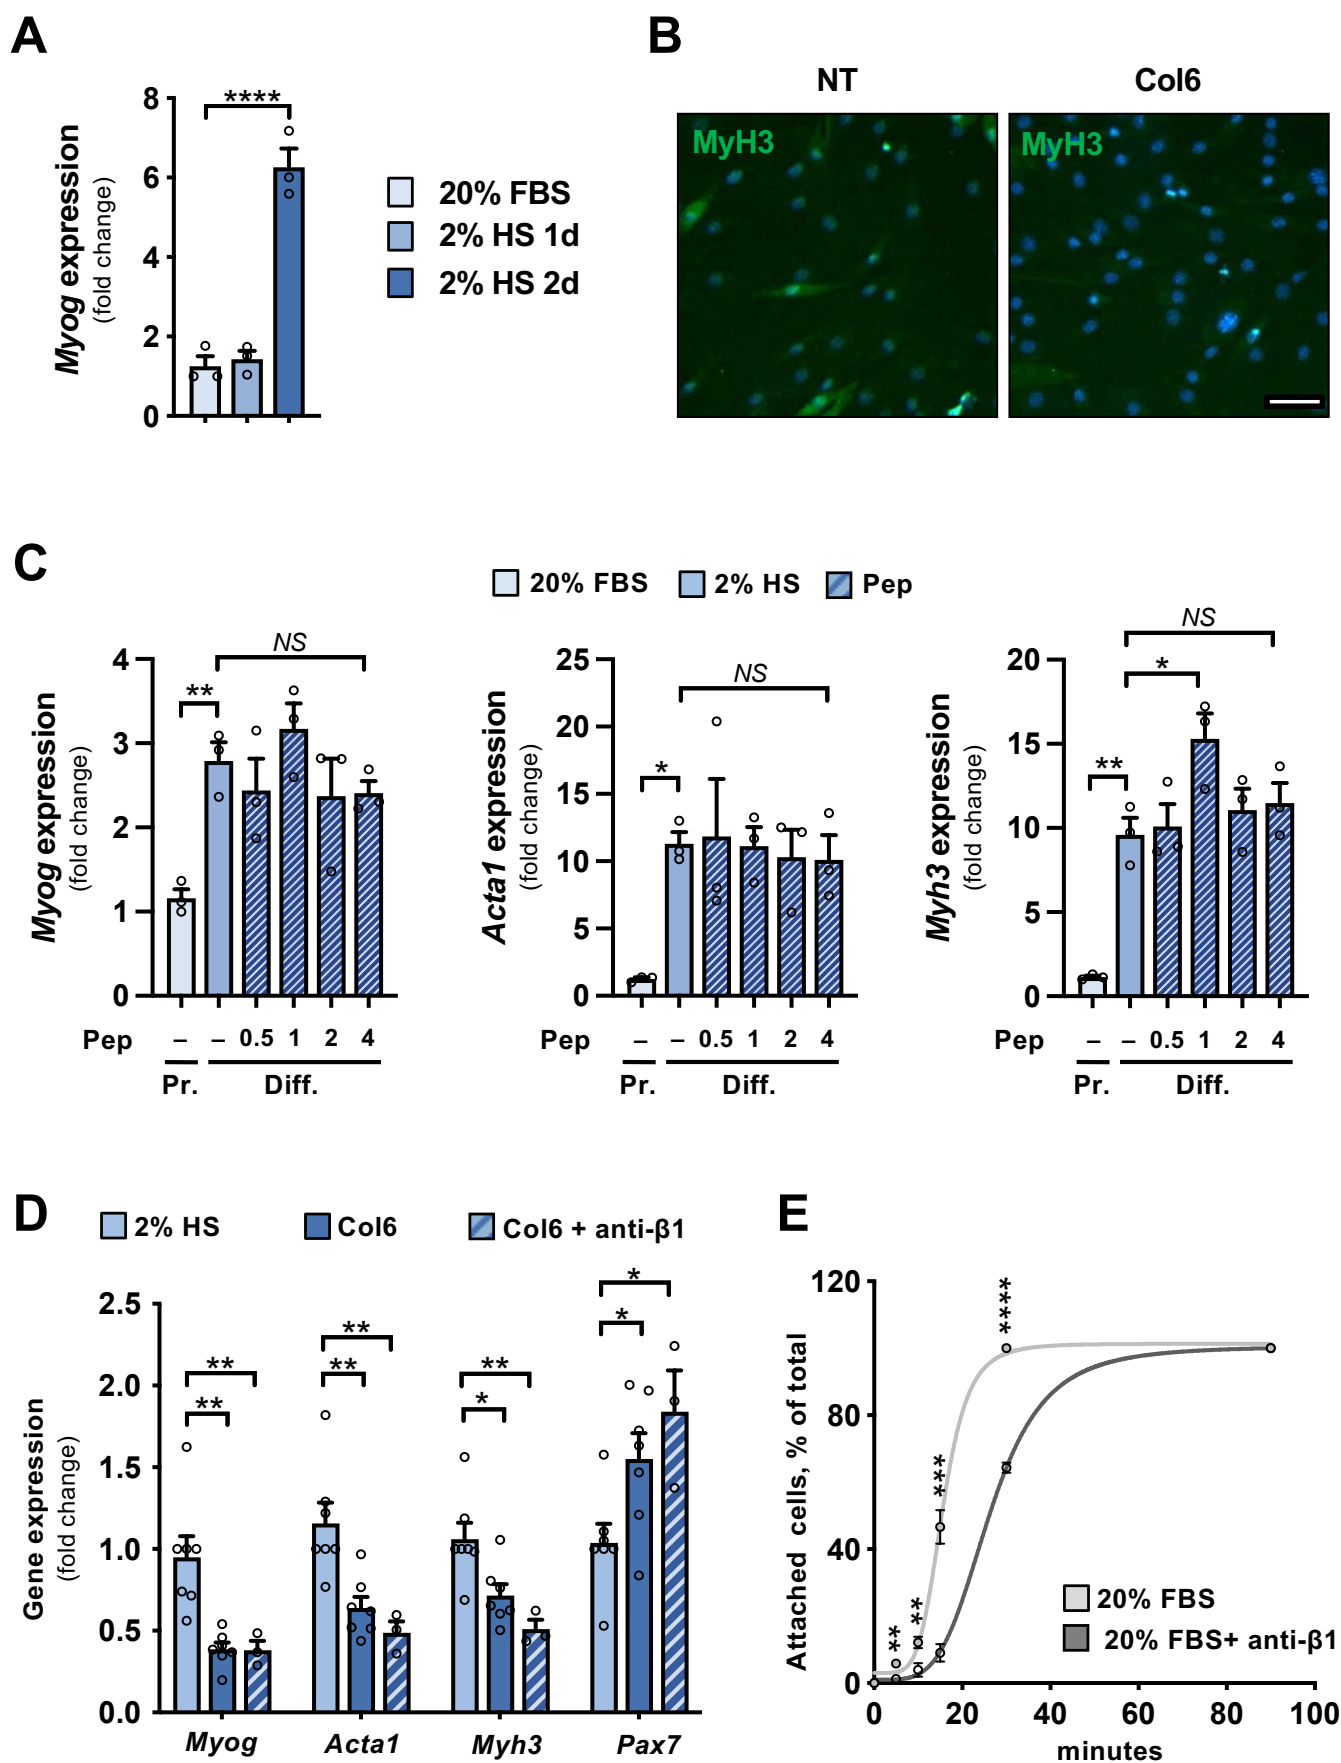 A
8
6
4
2
0
Myog expression
(fold change)
****
20% FBS
2% HS 1d
2% HS 2d
B
NT
Col6
MyH3
MyH3
C
20% FBS
2% HS
Pep
4
3
2
1
0
Myog expression
(fold change)
**
NS
Pep – – 0.5 1 2 4
Pr. Diff.
25
20
15
10
5
0
Acta1 expression
(fold change)
*
NS
Pep – – 0.5 1 2 4
Pr. Diff.
20
15
10
5
0
Myh3 expression
(fold change)
**
*
NS
Pep – – 0.5 1 2 4
Pr. Diff.
D
2% HS
Col6
Col6 + anti-β1
2.5
2.0
1.5
1.0
0.5
0.0
Gene expression
(fold change)
**
**
**
**
**
*
*
*
Myog Acta1 Myh3 Pax7
E
120
80
40
0
Attached cells, % of total
**
**
***
****
20% FBS
20% FBS+ anti-β1
0 20 40 60 80 100
minutes